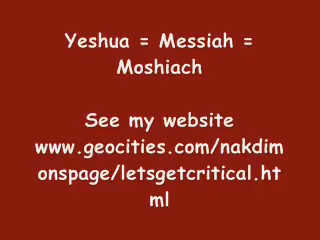 Yeshua = Messiah =
Moshiach
See my website
www.geocities.com/nakdim
onspage/letsgetcritical.ht
ml